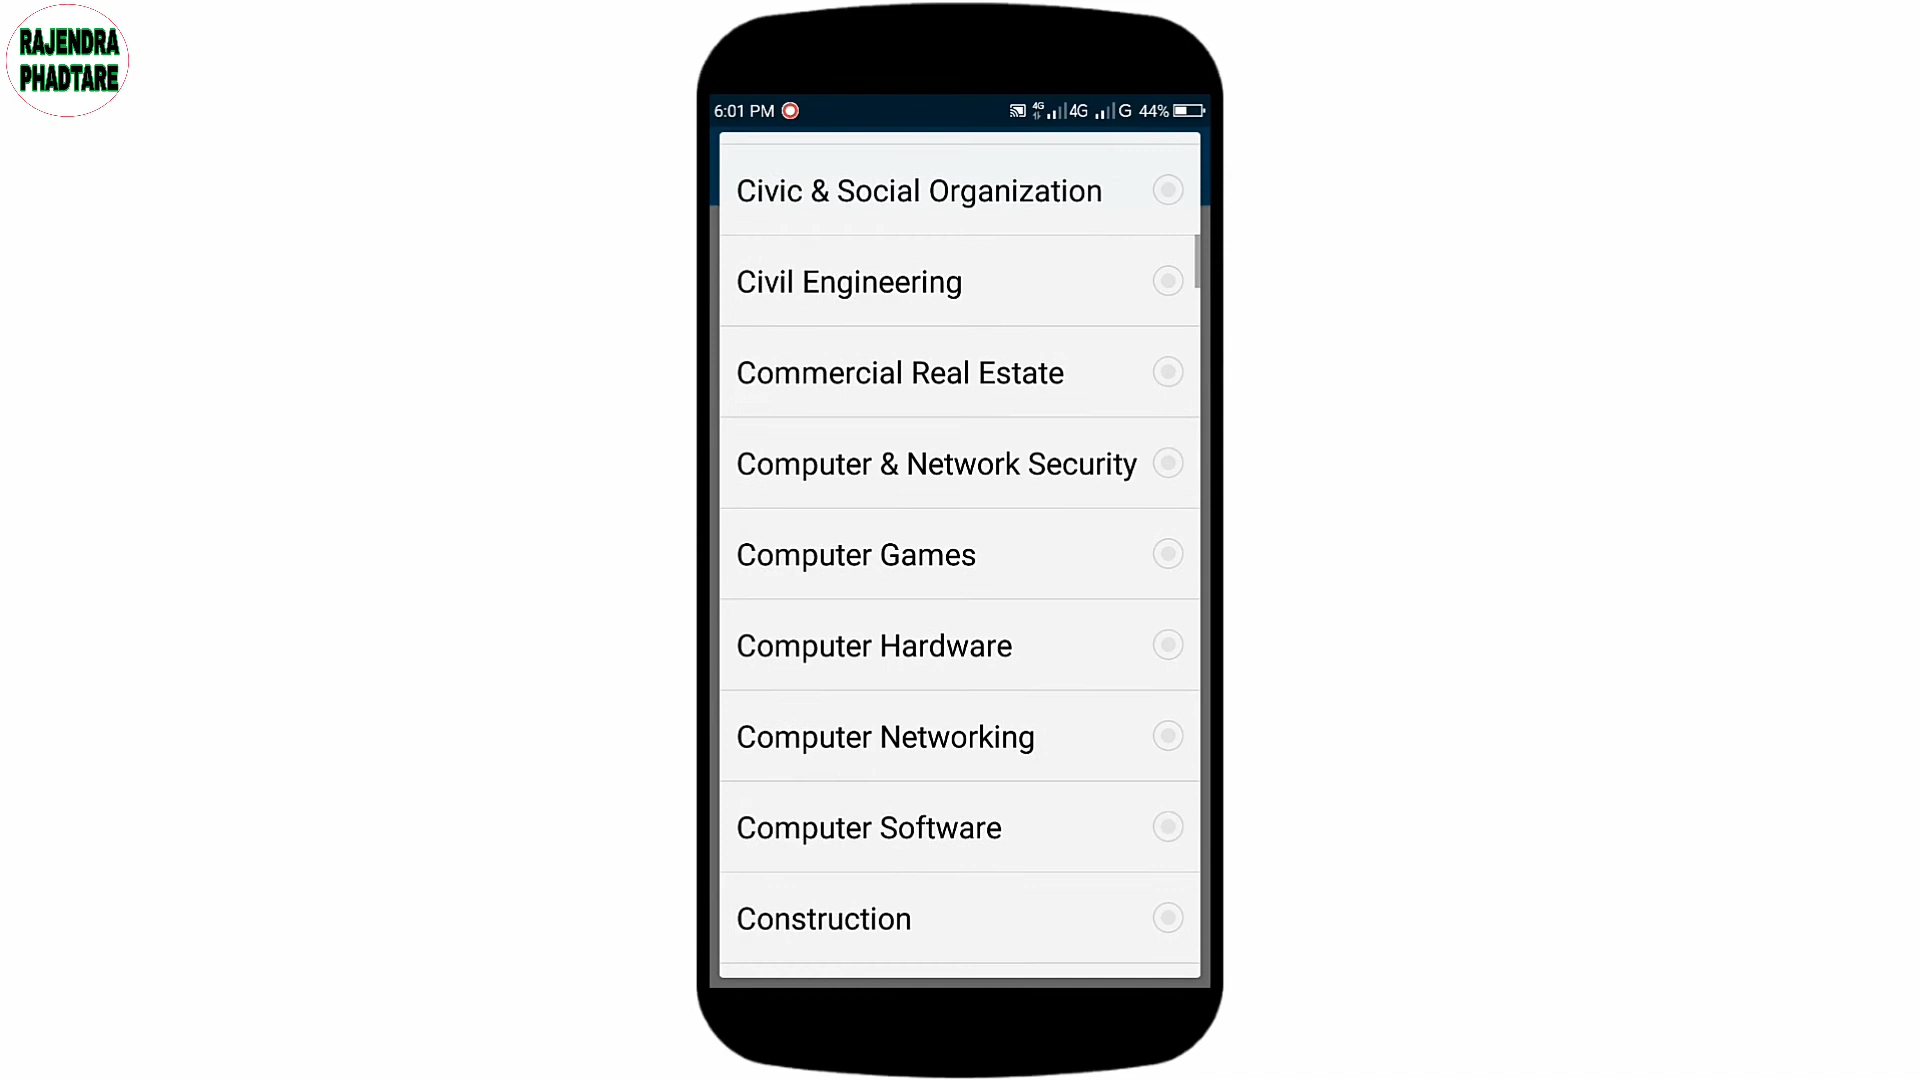 RAJENDRA
PHADTARE
6:01 PM 4G 4G G 44%
Civic & Social Organization
Civil Engineering
Commercial Real Estate
Computer & Network Security
Computer Games
Computer Hardware
Computer Networking
Computer Software
Construction